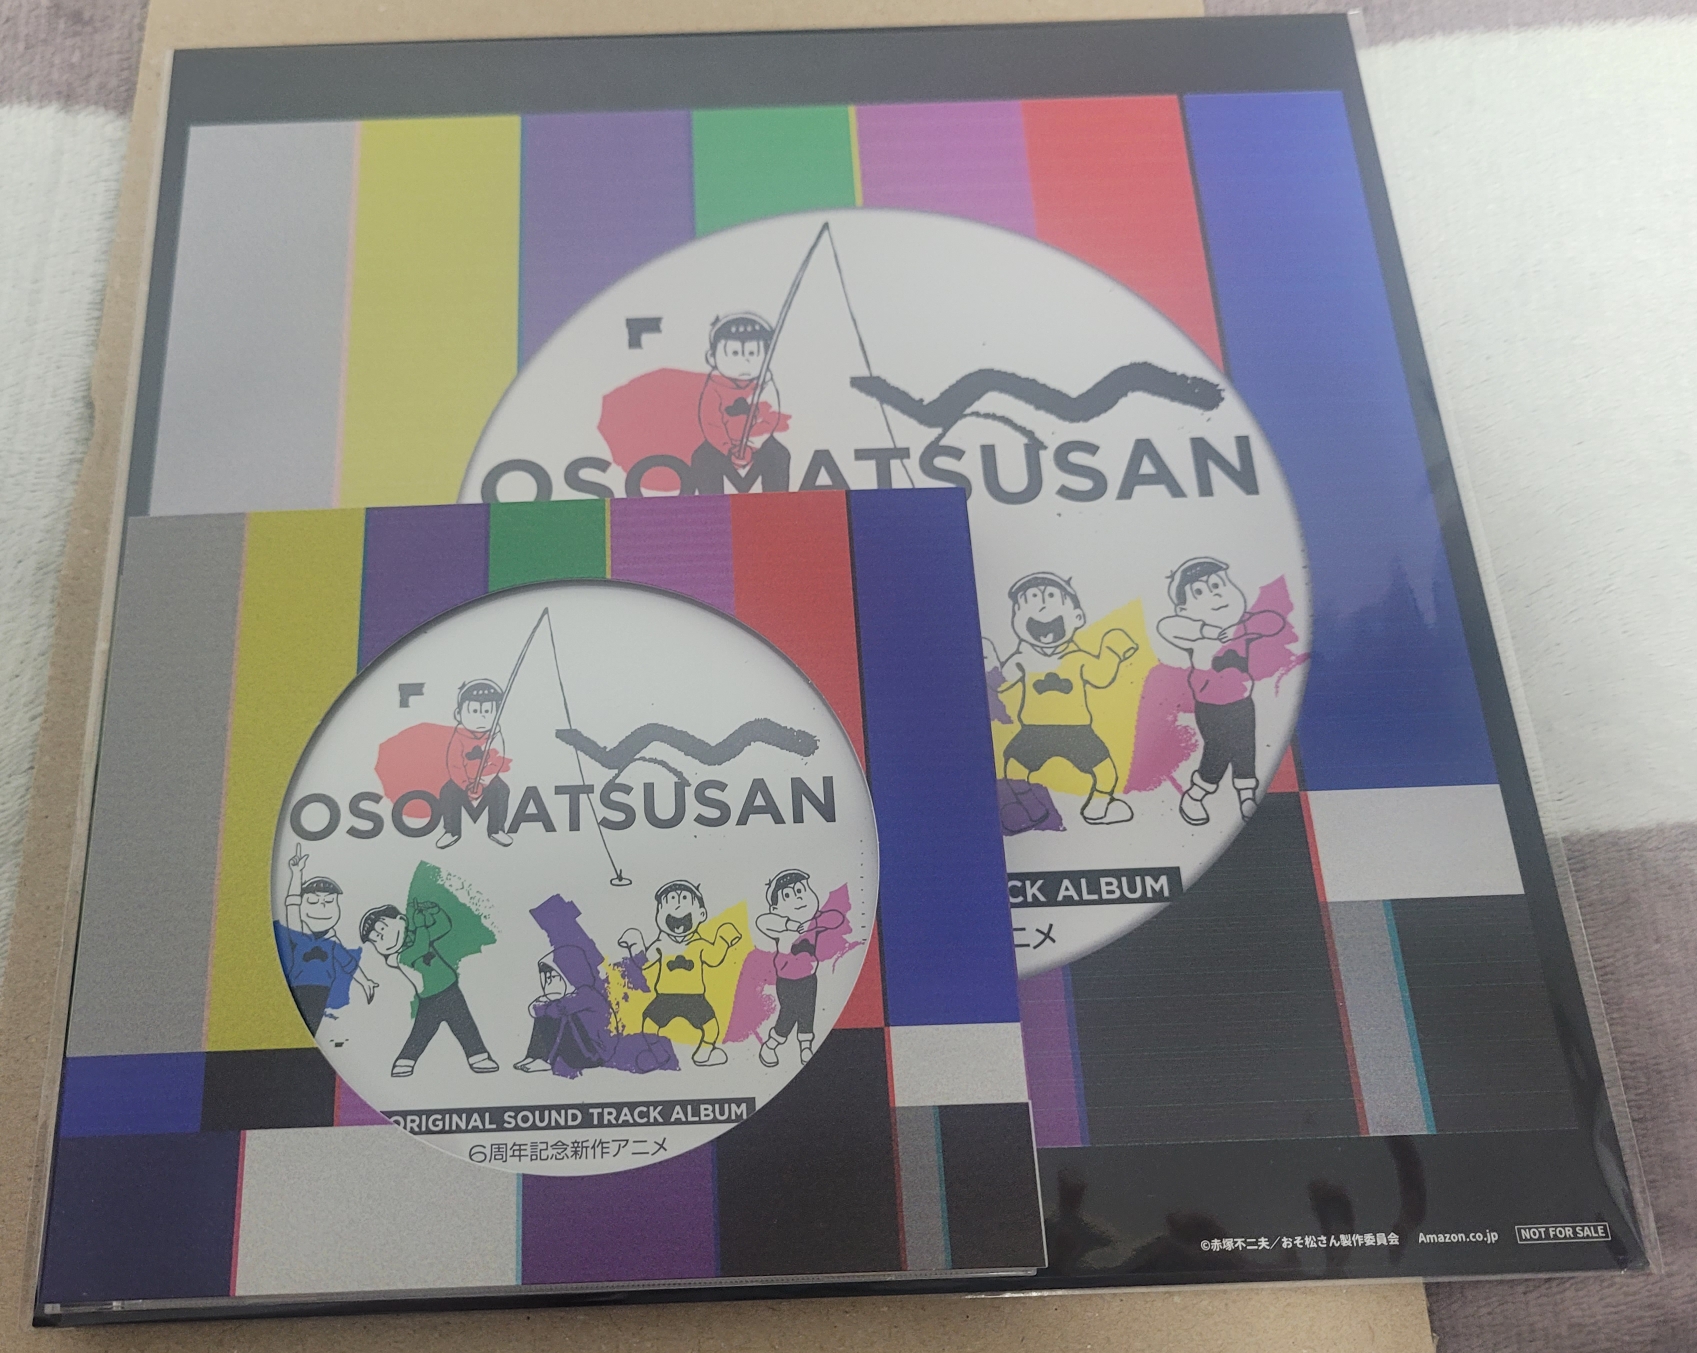 OSOMATSUSAN
CK ALBUM
ニメ
OSOMATSUSAN
ORIGINAL SOUND TRACK ALBUM
6周年記念新作アニメ
©赤塚不二夫/おそ松さん製作委員会 Amazon.co.jp NOT FOR SALE